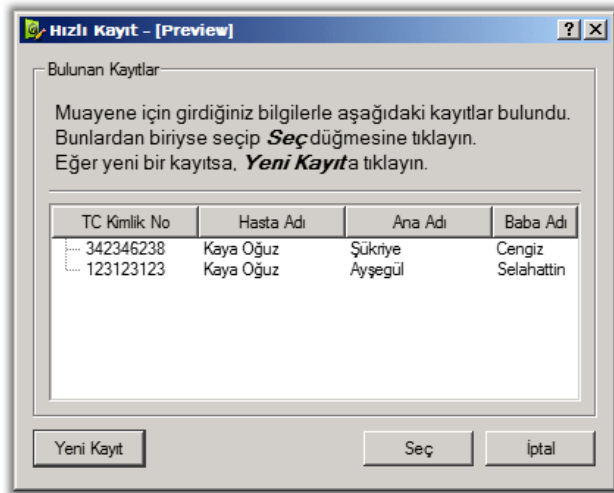 Hızlı Kayıt - [Preview]
Bulunan Kayıtlar
Muayene için girdiğiniz bilgilerle aşağıdaki kayıtlar bulundu.
Bunlardan biriyse seçip Seç düğmesine tıklayın.
Eğer yeni bir kayıtsa, Yeni Kayıt'a tıklayın.
TC Kimlik No Hasta Adı Ana Adı Baba Adı
342346238 Kaya Oğuz Şükriye Cengiz
123123123 Kaya Oğuz Ayşegül Selahattin
Yeni Kayıt Seç İptal